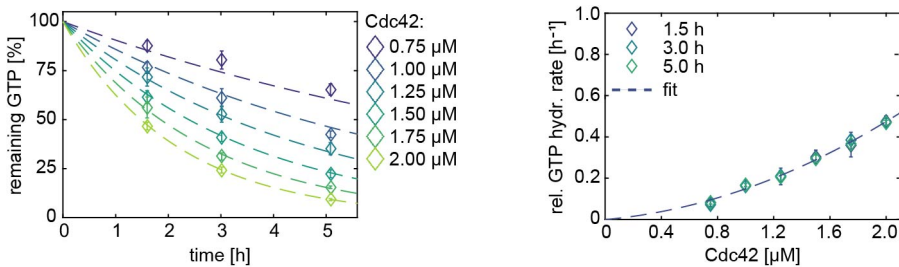 100
75
50
25
0
remaining GTP [%]
0 1 2 3 4 5
time [h]
Cdc42:
0.75 µM
1.00 µM
1.25 µM
1.50 µM
1.75 µM
2.00 µM
1.0
0.8
0.6
0.4
0.2
0
rel. GTP hydr. rate [h⁻¹]
1.5 h
3.0 h
5.0 h
fit
0 0.4 0.8 1.2 1.6 2.0
Cdc42 [µM]